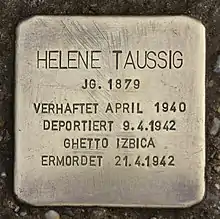 HELENE TAUSSIG
JG. 1879
VERHAFTET APRIL 1940
DEPORTIERT 9.4.1942
GHETTO IZBICA
ERMORDET 21.4.1942